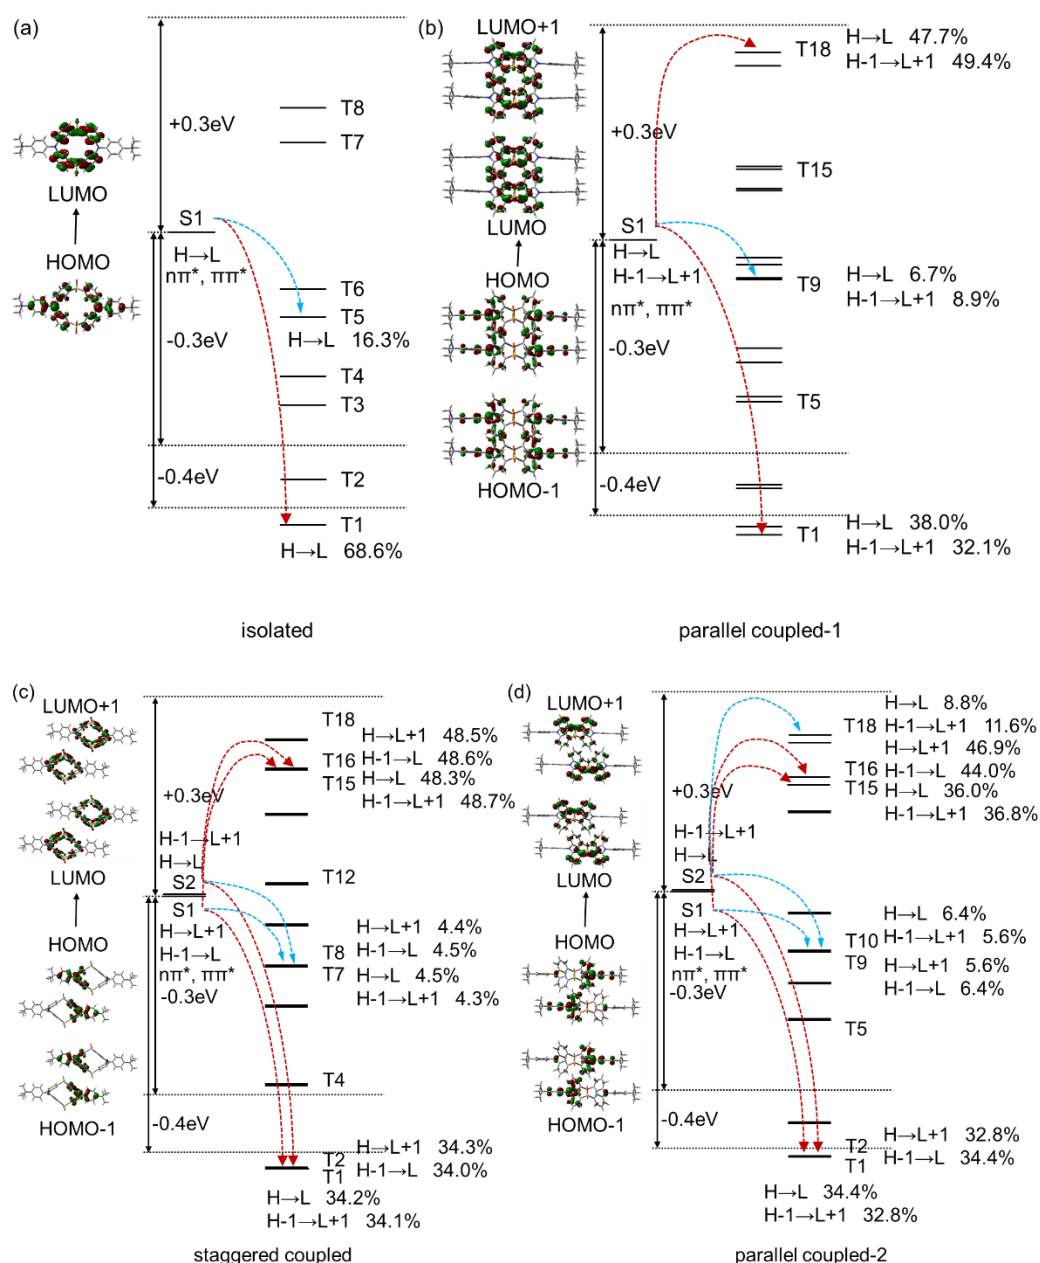 (a)
+0.3eV
T8
T7
LUMO
S1
HOMO
H→L
nπ*, ππ*
T6
T5
-0.3eV
H→L 16.3%
T4
T3
-0.4eV
T2
T1
H→L 68.6%
isolated
(b)
LUMO+1
T18
H→L 47.7%
H-1→L+1 49.4%
+0.3eV
T15
LUMO
S1
HOMO
H→L
H-1→L+1
nπ*, ππ*
T9
H→L 6.7%
H-1→L+1 8.9%
-0.3eV
T5
HOMO-1
-0.4eV
T1
H→L 38.0%
H-1→L+1 32.1%
parallel coupled-1
(c)
LUMO+1
T18
H→L+1 48.5%
T16
H-1→L 48.6%
T15
H→L 48.3%
H-1→L+1 48.7%
+0.3eV
H-1→L+1
H→L
LUMO
S2
T12
S1
HOMO
H→L+1
H-1→L
nπ*, ππ*
-0.3eV
H→L+1 4.4%
T8
H-1→L 4.5%
T7
H→L 4.5%
H-1→L+1 4.3%
T4
HOMO-1
-0.4eV
T2
H→L+1 34.3%
T1
H-1→L 34.0%
H→L 34.2%
H-1→L+1 34.1%
staggered coupled
(d)
LUMO+1
H→L 8.8%
T18
H-1→L+1 11.6%
H→L+1 46.9%
T16
H-1→L 44.0%
T15
H→L 36.0%
H-1→L+1 36.8%
+0.3eV
H-1→L+1
H→L
LUMO
S2
S1
HOMO
H→L+1
H-1→L
nπ*, ππ*
-0.3eV
H→L 6.4%
T10
H-1→L+1 5.6%
T9
H→L+1 5.6%
H-1→L 6.4%
T5
HOMO-1
-0.4eV
T2
H→L+1 32.8%
T1
H-1→L 34.4%
H→L 34.4%
H-1→L+1 32.8%
parallel coupled-2